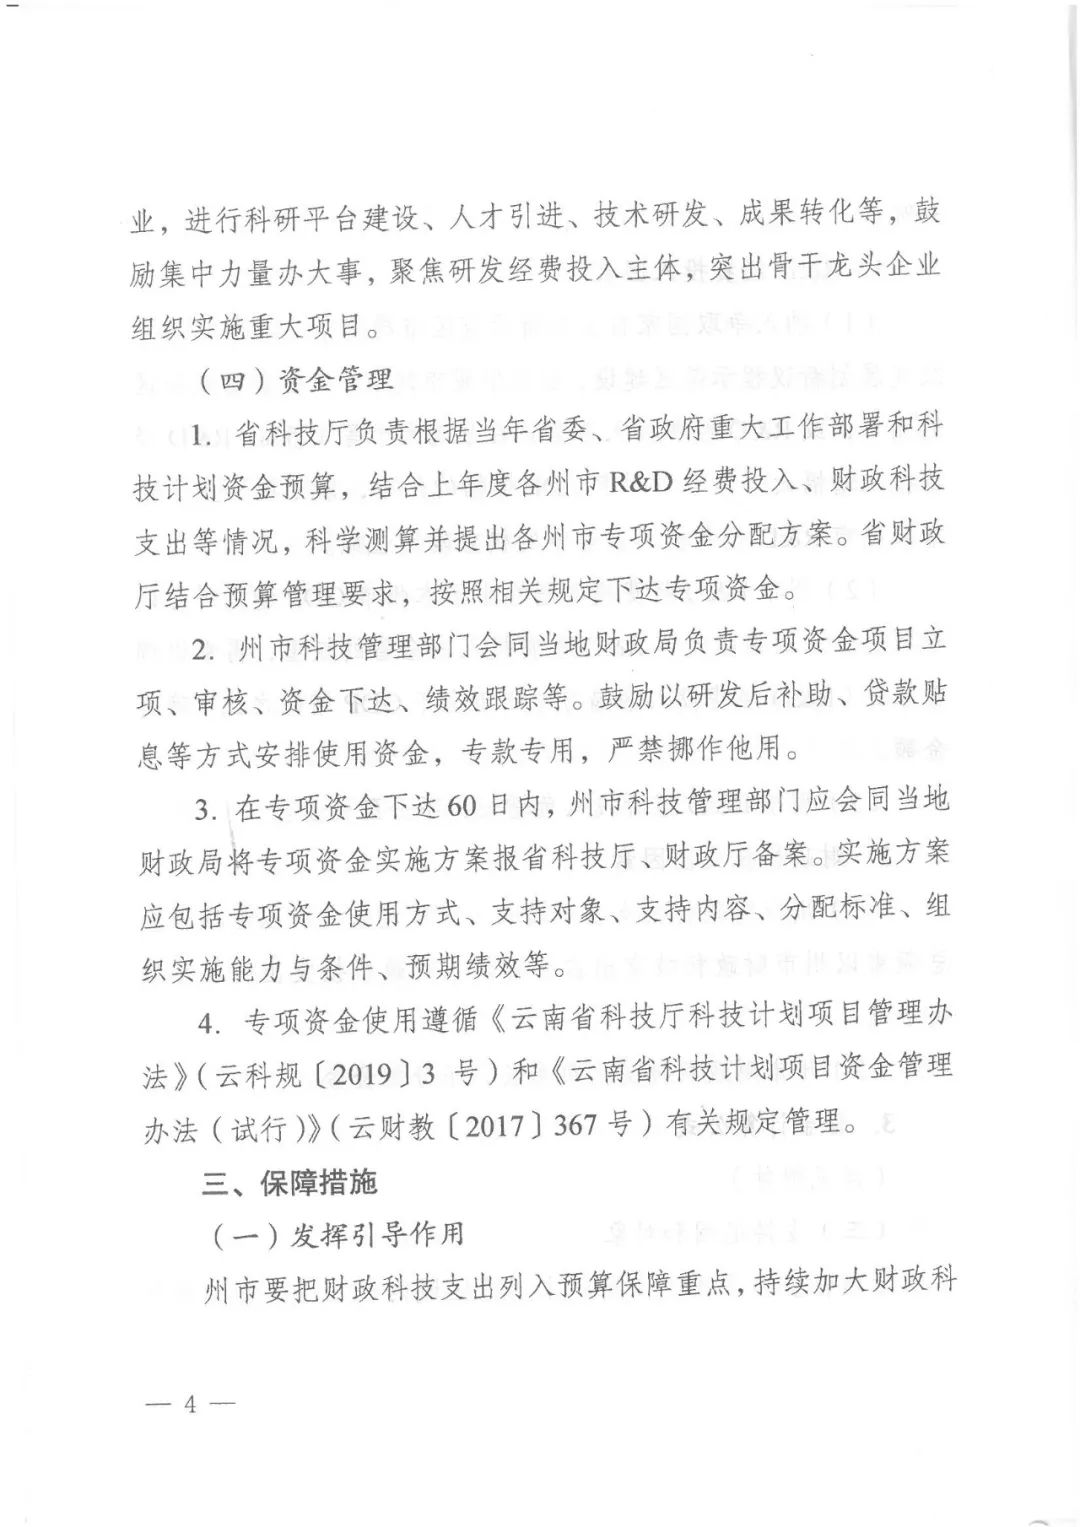 业，进行科研平台建设、人才引进、技术研发、成果转化等，鼓
励集中力量办大事，聚焦研发经费投入主体，突出骨干龙头企业
组织实施重大项目。
（四）资金管理
1. 省科技厅负责根据当年省委、省政府重大工作部署和科
技计划资金预算，结合上年度各州市 R&D 经费投入、财政科技
支出等情况，科学测算并提出各州市专项资金分配方案。省财政
厅结合预算管理要求，按照相关规定下达专项资金。
2. 州市科技管理部门会同当地财政局负责专项资金项目立
项、审核、资金下达、绩效跟踪等。鼓励以研发后补助、贷款贴
息等方式安排使用资金，专款专用，严禁挪作他用。
3. 在专项资金下达 60 日内，州市科技管理部门应会同当地
财政局将专项资金实施方案报省科技厅、财政厅备案。实施方案
应包括专项资金使用方式、支持对象、支持内容、分配标准、组
织实施能力与条件、预期绩效等。
4. 专项资金使用遵循《云南省科技厅科技计划项目管理办
法》（云科规〔2019〕3 号）和《云南省科技计划项目资金管理
办法（试行）》（云财教〔2017〕367 号）有关规定管理。
三、保障措施
（一）发挥引导作用
州市要把财政科技支出列入预算保障重点，持续加大财政科
— 4 —